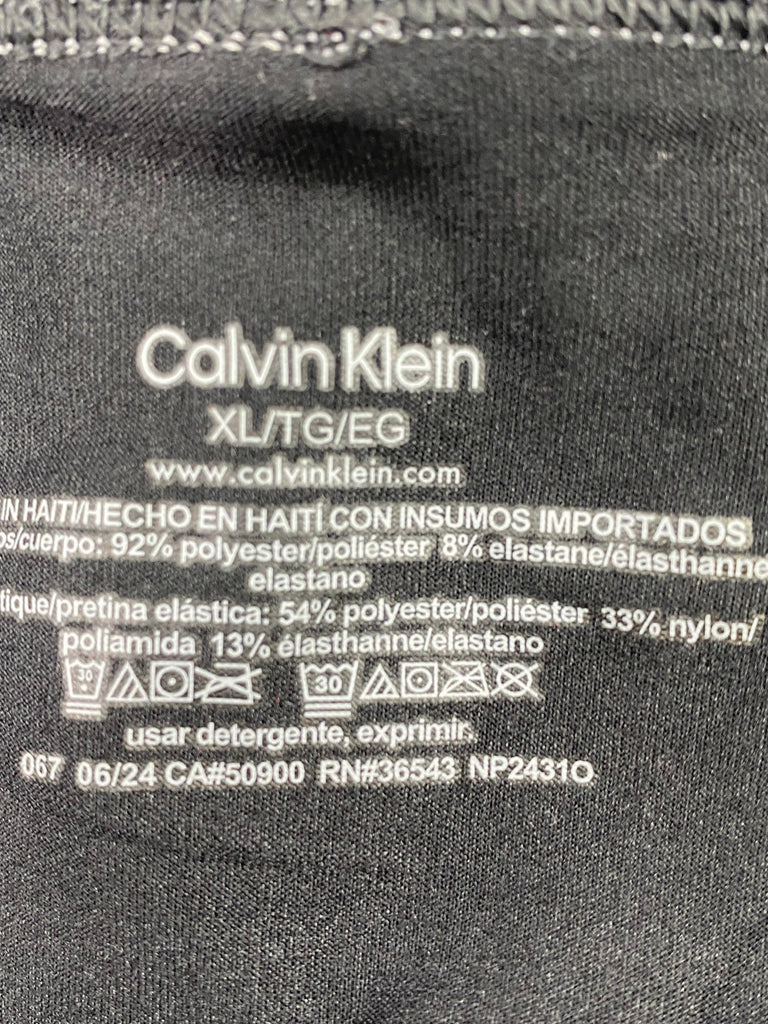 Calvin Klein
XL/TG/EG
www.calvinklein.com
IN HAITI/HECHO EN HAITÍ CON INSUMOS IMPORTADOS
os/cuerpo: 92% polyester/poliéster 8% elastane/élasthanne
elastano
tique/pretina elástica: 54% polyester/poliéster 33% nylon/
poliamida 13% élasthanne/elastano
30 30
usar detergente, exprimir.
067 06/24 CA#50900 RN#36543 NP2431O